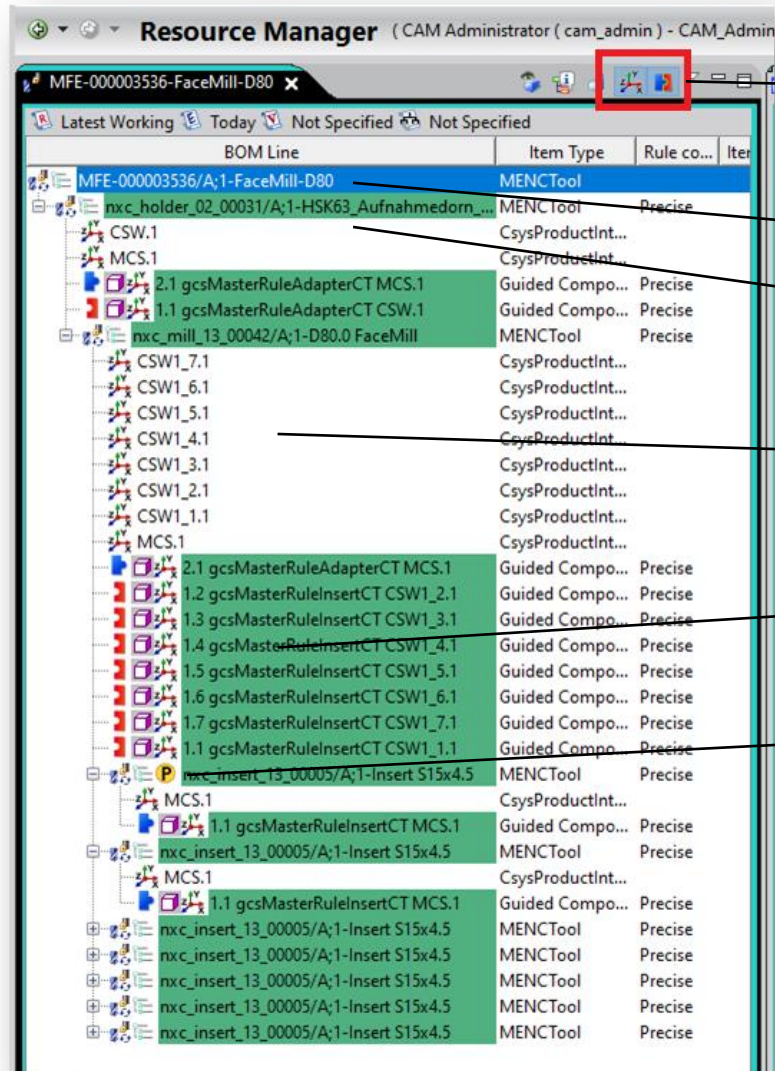 Resource Manager ( CAM Administrator ( cam_admin ) - CAM_Admin
MFE-000003536-FaceMill-D80
Latest Working Today Not Specified Not Specified
BOM Line Item Type Rule co... Iter
MFE-000003536/A;1-FaceMill-D80 MENCTool
nxc_holder_02_00031/A;1-HSK63_Aufnahmedorn_... MENCTool Precise
CSW.1 CsysProductInt...
MCS.1 CsysProductInt...
2.1 gcsMasterRuleAdapterCT MCS.1 Guided Compo... Precise
1.1 gcsMasterRuleAdapterCT CSW.1 Guided Compo... Precise
nxc_mill_13_00042/A;1-D80.0 FaceMill MENCTool Precise
CSW1_7.1 CsysProductInt...
CSW1_6.1 CsysProductInt...
CSW1_5.1 CsysProductInt...
CSW1_4.1 CsysProductInt...
CSW1_3.1 CsysProductInt...
CSW1_2.1 CsysProductInt...
CSW1_1.1 CsysProductInt...
MCS.1 CsysProductInt...
2.1 gcsMasterRuleAdapterCT MCS.1 Guided Compo... Precise
1.2 gcsMasterRuleInsertCT CSW1_2.1 Guided Compo... Precise
1.3 gcsMasterRuleInsertCT CSW1_3.1 Guided Compo... Precise
1.4 gcsMasterRuleInsertCT CSW1_4.1 Guided Compo... Precise
1.5 gcsMasterRuleInsertCT CSW1_5.1 Guided Compo... Precise
1.6 gcsMasterRuleInsertCT CSW1_6.1 Guided Compo... Precise
1.7 gcsMasterRuleInsertCT CSW1_7.1 Guided Compo... Precise
1.1 gcsMasterRuleInsertCT CSW1_1.1 Guided Compo... Precise
P nxc_insert_13_00005/A;1-Insert S15x4.5 MENCTool Precise
MCS.1 CsysProductInt...
1.1 gcsMasterRuleInsertCT MCS.1 Guided Compo... Precise
nxc_insert_13_00005/A;1-Insert S15x4.5 MENCTool Precise
MCS.1 CsysProductInt...
1.1 gcsMasterRuleInsertCT MCS.1 Guided Compo... Precise
nxc_insert_13_00005/A;1-Insert S15x4.5 MENCTool Precise
nxc_insert_13_00005/A;1-Insert S15x4.5 MENCTool Precise
nxc_insert_13_00005/A;1-Insert S15x4.5 MENCTool Precise
nxc_insert_13_00005/A;1-Insert S15x4.5 MENCTool Precise
nxc_insert_13_00005/A;1-Insert S15x4.5 MENCTool Precise